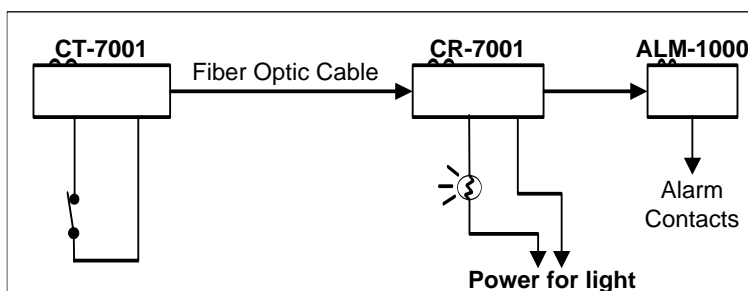 CT-7001
CR-7001
ALM-1000
Fiber Optic Cable
Alarm
Contacts
Power for light